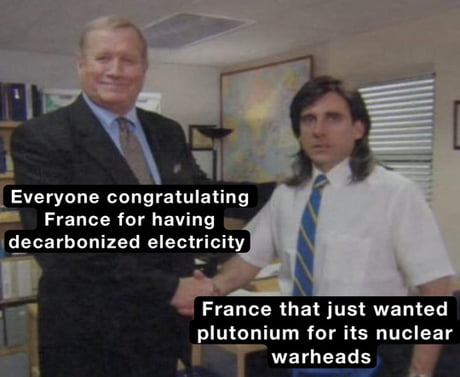 Everyone congratulating
France for having
decarbonized electricity
France that just wanted
plutonium for its nuclear
warheads